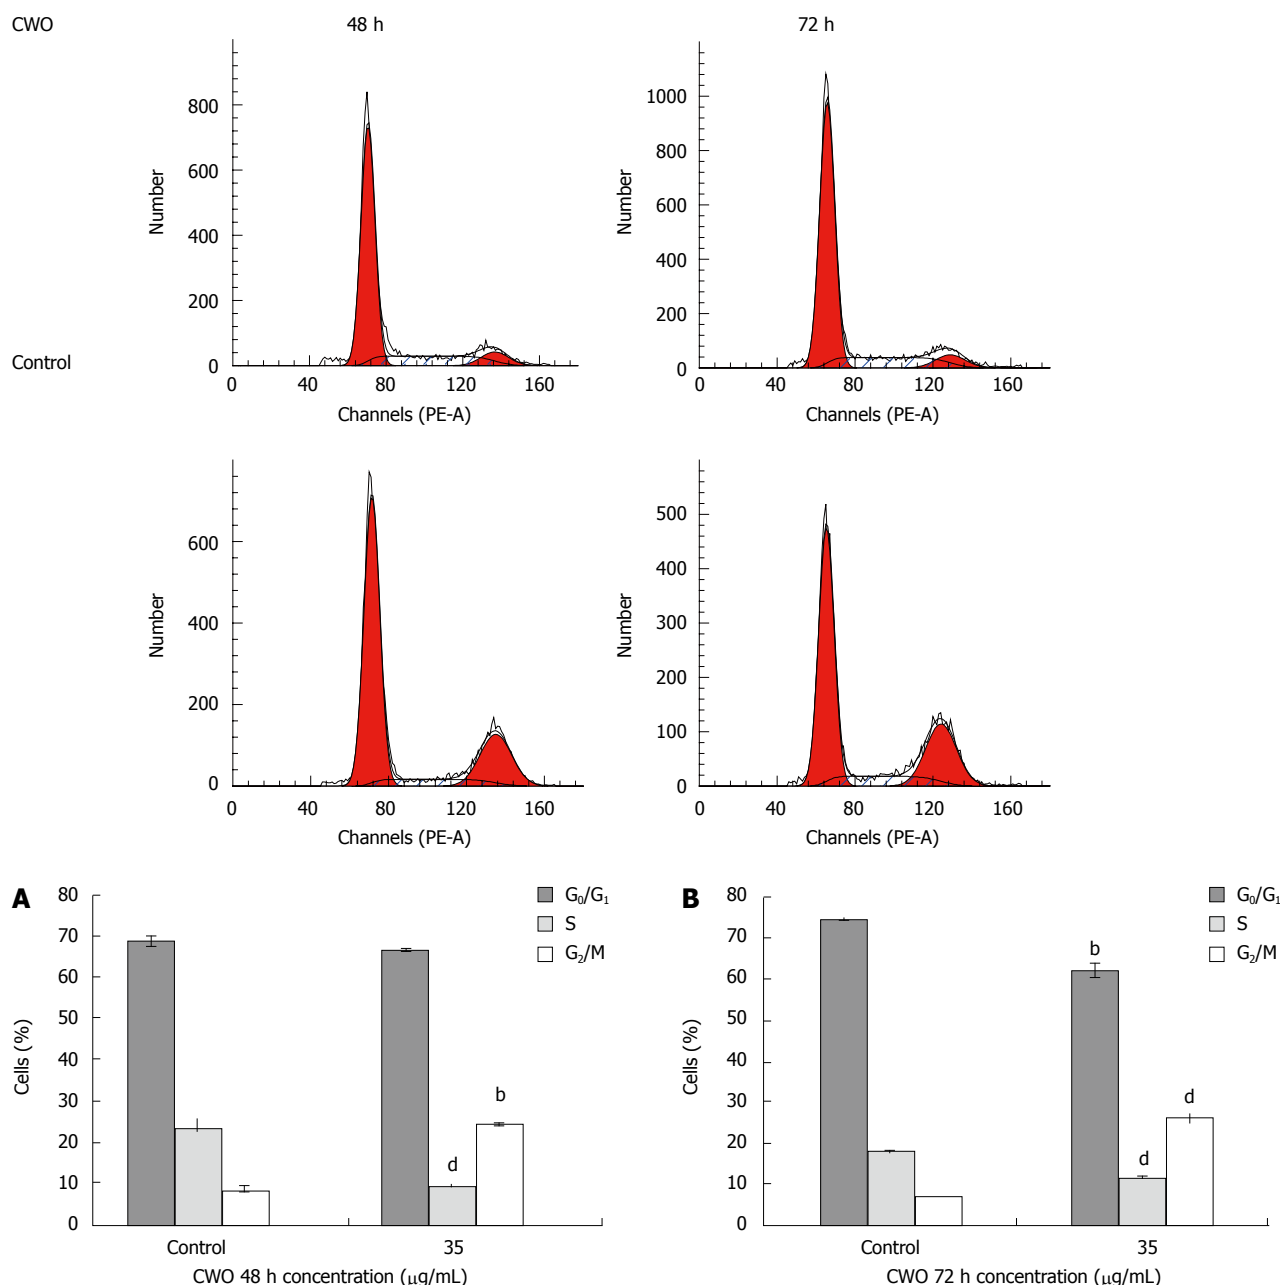 CWO 48 h 72 h
800
600
400
200
0
Number
0 40 80 120 160
Channels (PE-A)
1000
800
600
400
200
0
Number
0 40 80 120 160
Channels (PE-A)
Control
600
400
200
0
Number
0 40 80 120 160
Channels (PE-A)
500
400
300
200
100
0
Number
0 40 80 120 160
Channels (PE-A)
A
80
70
60
50
40
30
20
10
0
Cells (%)
G₀/G₁
S
G₂/M
b
d
Control 35
CWO 48 h concentration (μg/mL)
B
80
70
60
50
40
30
20
10
0
Cells (%)
G₀/G₁
S
G₂/M
b
d
d
Control 35
CWO 72 h concentration (μg/mL)